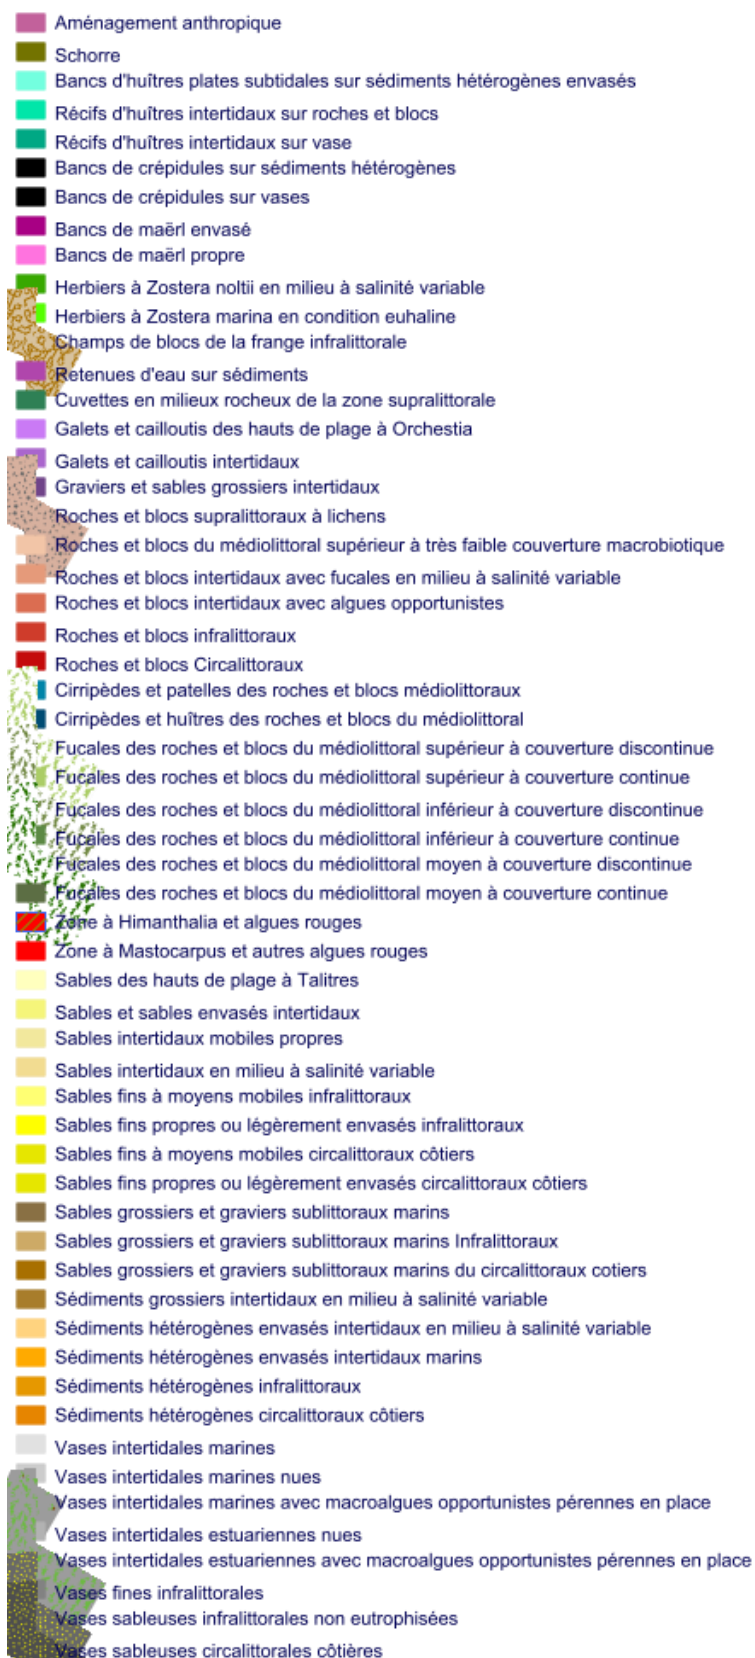 Aménagement anthropique
Schorre
Bancs d'huîtres plates subtidales sur sédiments hétérogènes envasés
Récifs d'huîtres intertidaux sur roches et blocs
Récifs d'huîtres intertidaux sur vase
Bancs de crépidules sur sédiments hétérogènes
Bancs de crépidules sur vases
Bancs de maërl envasé
Bancs de maërl propre
Herbiers à Zostera noltii en milieu à salinité variable
Herbiers à Zostera marina en condition euhaline
Champs de blocs de la frange infralittorale
Retenues d'eau sur sédiments
Cuvettes en milieux rocheux de la zone supralittorale
Galets et cailloutis des hauts de plage à Orchestia
Galets et cailloutis intertidaux
Graviers et sables grossiers intertidaux
Roches et blocs supralittoraux à lichens
Roches et blocs du médiolittoral supérieur à très faible couverture macrobiotique
Roches et blocs intertidaux avec fucales en milieu à salinité variable
Roches et blocs intertidaux avec algues opportunistes
Roches et blocs infralittoraux
Roches et blocs Circalittoraux
Cirripèdes et patelles des roches et blocs médiolittoraux
Cirripèdes et huîtres des roches et blocs du médiolittoral
Fucales des roches et blocs du médiolittoral supérieur à couverture discontinue
Fucales des roches et blocs du médiolittoral supérieur à couverture continue
Fucales des roches et blocs du médiolittoral inférieur à couverture discontinue
Fucales des roches et blocs du médiolittoral inférieur à couverture continue
Fucales des roches et blocs du médiolittoral moyen à couverture discontinue
Fucales des roches et blocs du médiolittoral moyen à couverture continue
Zone à Himanthalia et algues rouges
Zone à Mastocarpus et autres algues rouges
Sables des hauts de plage à Talitres
Sables et sables envasés intertidaux
Sables intertidaux mobiles propres
Sables intertidaux en milieu à salinité variable
Sables fins à moyens mobiles infralittoraux
Sables fins propres ou légèrement envasés infralittoraux
Sables fins à moyens mobiles circalittoraux côtiers
Sables fins propres ou légèrement envasés circalittoraux côtiers
Sables grossiers et graviers sublittoraux marins
Sables grossiers et graviers sublittoraux marins Infralittoraux
Sables grossiers et graviers sublittoraux marins du circalittoraux cotiers
Sédiments grossiers intertidaux en milieu à salinité variable
Sédiments hétérogènes envasés intertidaux en milieu à salinité variable
Sédiments hétérogènes envasés intertidaux marins
Sédiments hétérogènes infralittoraux
Sédiments hétérogènes circalittoraux côtiers
Vases intertidales marines
Vases intertidales marines nues
Vases intertidales marines avec macroalgues opportunistes pérennes en place
Vases intertidales estuariennes nues
Vases intertidales estuariennes avec macroalgues opportunistes pérennes en place
Vases fines infralittorales
Vases sableuses infralittorales non eutrophisées
Vases sableuses circalittorales côtières